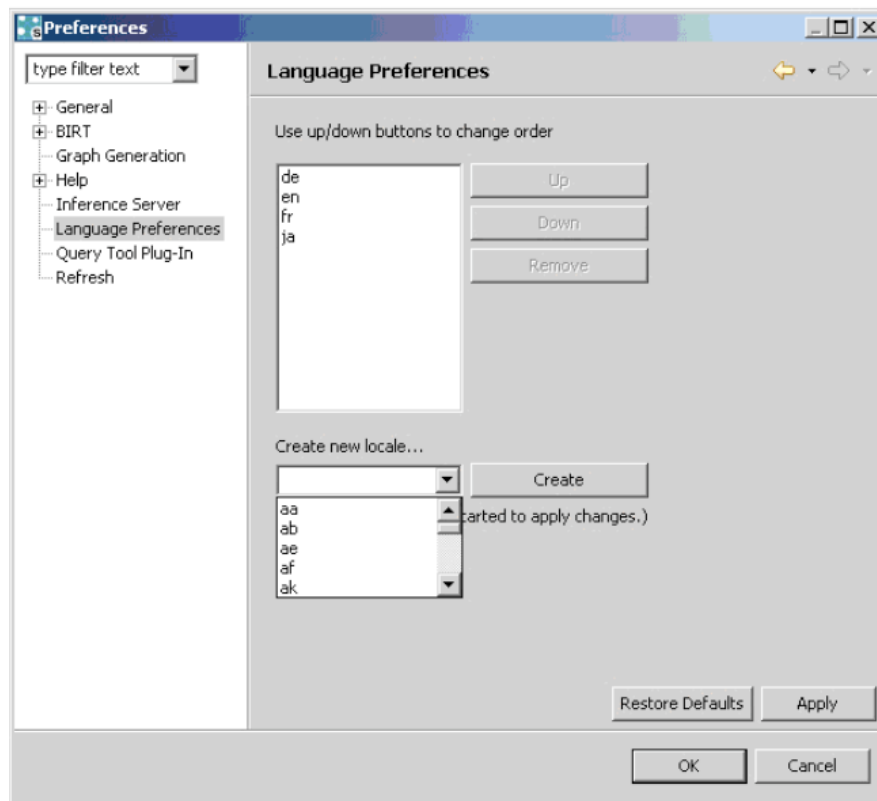 Preferences
type filter text
General
BIRT
Graph Generation
Help
Inference Server
Language Preferences
Query Tool Plug-In
Refresh
Language Preferences
Use up/down buttons to change order
de
en
fr
ja
Up
Down
Remove
Create new locale...
Create
aa
ab
ae
af
ak
arted to apply changes.)
Restore Defaults
Apply
OK
Cancel